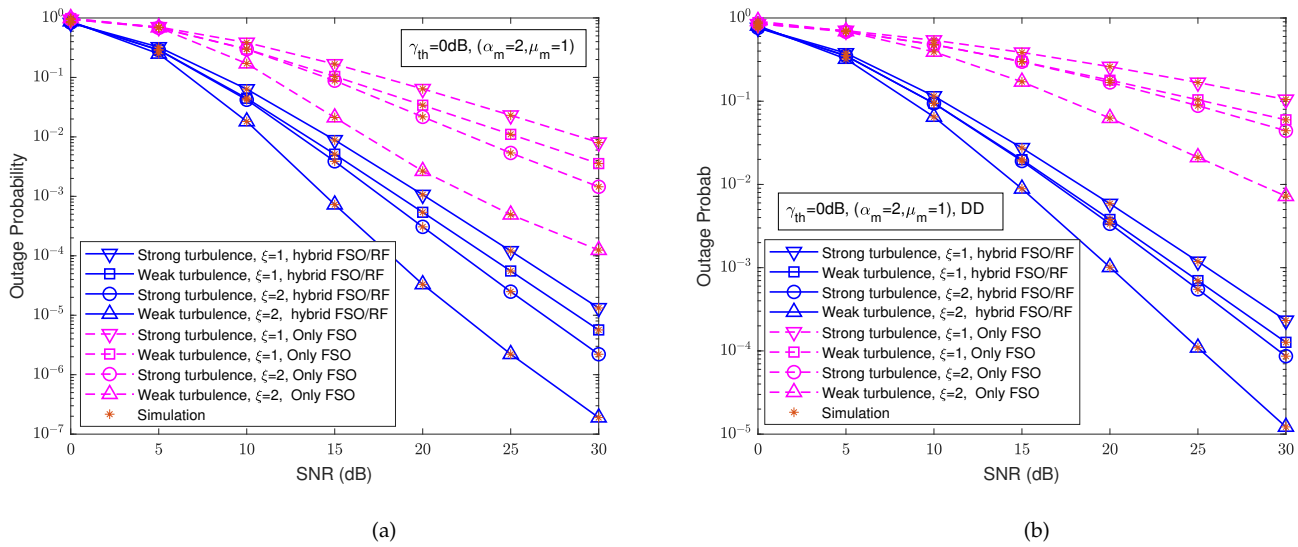 10^0
10^-1
10^-2
10^-3
10^-4
10^-5
10^-6
10^-7
Outage Probability
γ_th=0dB, (α_m=2,μ_m=1)
Strong turbulence, ξ=1, hybrid FSO/RF
Weak turbulence, ξ=1, hybrid FSO/RF
Strong turbulence, ξ=2, hybrid FSO/RF
Weak turbulence, ξ=2, hybrid FSO/RF
Strong turbulence, ξ=1, Only FSO
Weak turbulence, ξ=1, Only FSO
Strong turbulence, ξ=2, Only FSO
Weak turbulence, ξ=2, Only FSO
Simulation
0 5 10 15 20 25 30
SNR (dB)
(a)
10^0
10^-1
10^-2
10^-3
10^-4
10^-5
Outage Probab
γ_th=0dB, (α_m=2,μ_m=1), DD
Strong turbulence, ξ=1, hybrid FSO/RF
Weak turbulence, ξ=1, hybrid FSO/RF
Strong turbulence, ξ=2, hybrid FSO/RF
Weak turbulence, ξ=2, hybrid FSO/RF
Strong turbulence, ξ=1, Only FSO
Weak turbulence, ξ=1, Only FSO
Strong turbulence, ξ=2, Only FSO
Weak turbulence, ξ=2, Only FSO
Simulation
0 5 10 15 20 25 30
SNR (dB)
(b)